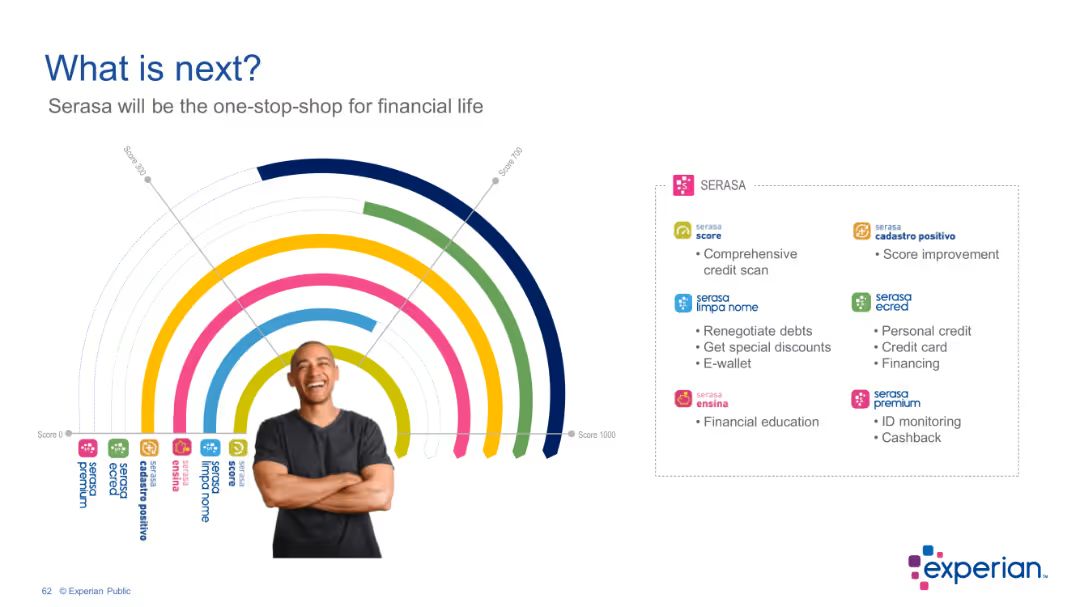 What is next?
Serasa will be the one-stop-shop for financial life
Score 300
Score 700
Score 0
Score 1000
serasa
premium
serasa
ecred
serasa
cadastro positivo
serasa
ensina
serasa
limpa nome
serasa
score
SERASA
serasa
score
• Comprehensive
credit scan
serasa
cadastro positivo
• Score improvement
serasa
limpa nome
• Renegotiate debts
• Get special discounts
• E-wallet
serasa
ecred
• Personal credit
• Credit card
• Financing
serasa
ensina
• Financial education
serasa
premium
• ID monitoring
• Cashback
62 © Experian Public
experian™